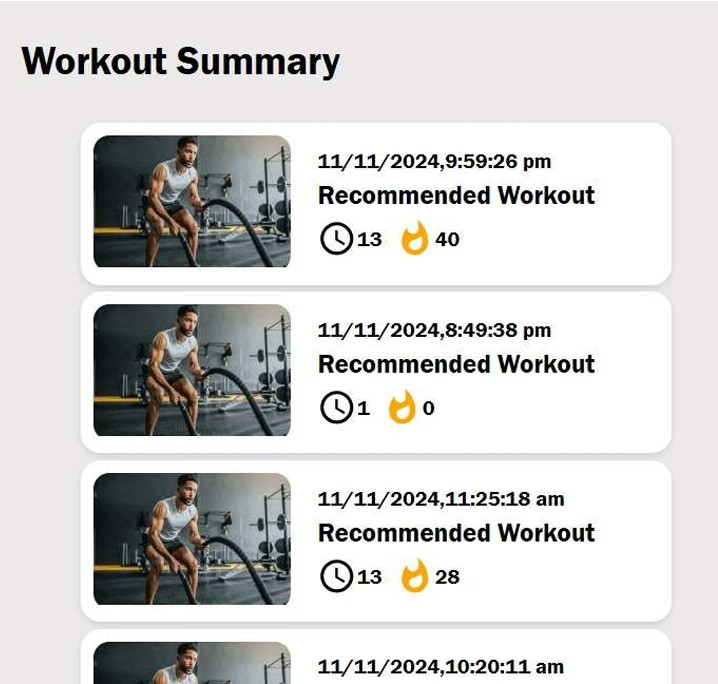 Workout Summary
11/11/2024,9:59:26 pm
Recommended Workout
13 40
11/11/2024,8:49:38 pm
Recommended Workout
1 0
11/11/2024,11:25:18 am
Recommended Workout
13 28
11/11/2024,10:20:11 am